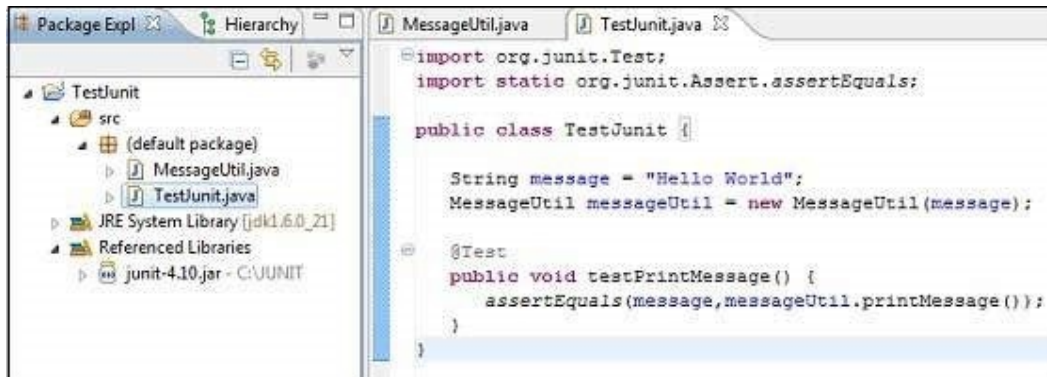 Package Expl
Hierarchy
TestJunit
src
(default package)
MessageUtil.java
TestJunit.java
JRE System Library [jdk1.6.0_21]
Referenced Libraries
junit-4.10.jar - C:\JUNIT
MessageUtil.java
TestJunit.java
import org.junit.Test;
import static org.junit.Assert.assertEquals;
public class TestJunit {
String message = "Hello World";
MessageUtil messageUtil = new MessageUtil(message);
@Test
public void testPrintMessage() {
assertEquals(message,messageUtil.printMessage());
}
}